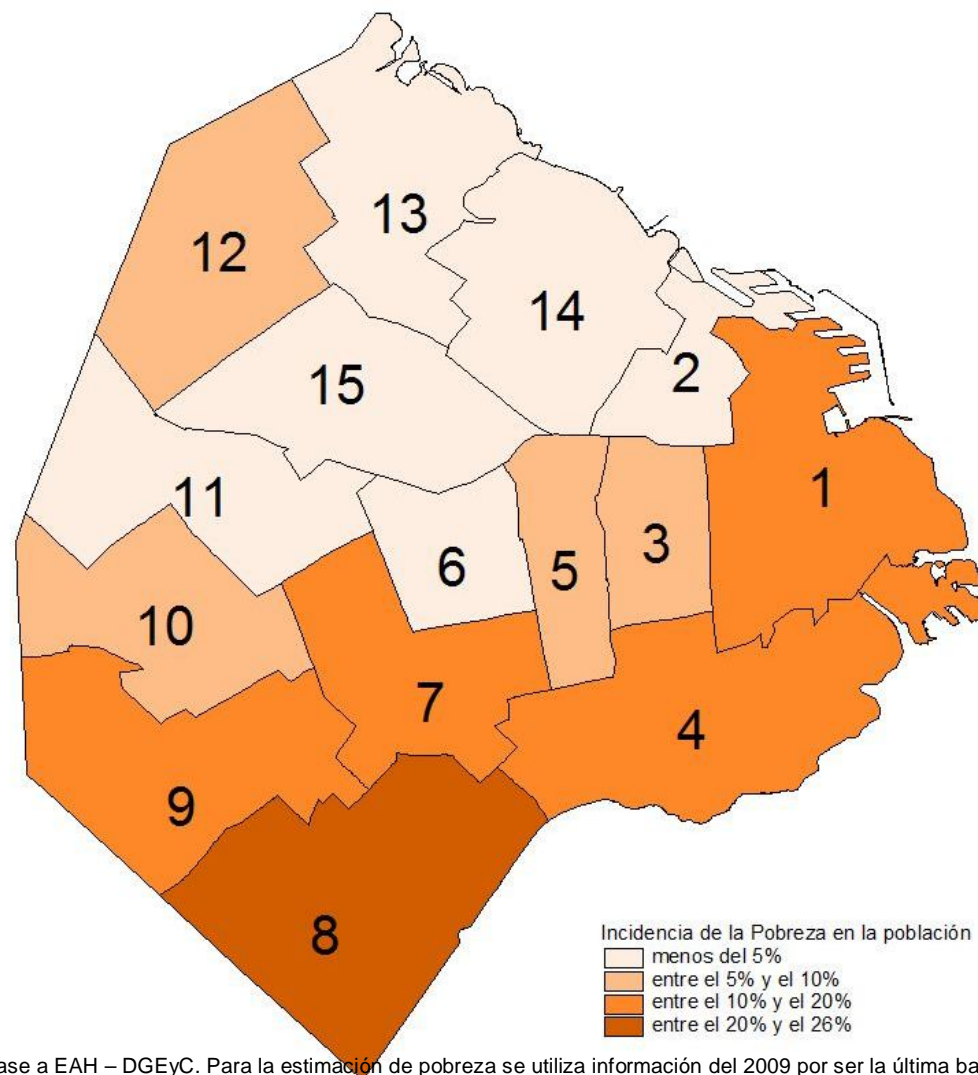 13
12
14
2
15
1
11
3
6
5
10
7
4
9
8
Incidencia de la Pobreza en la población
menos del 5%
entre el 5% y el 10%
entre el 10% y el 20%
entre el 20% y el 26%
ase a EAH – DGEyC. Para la estimación de pobreza se utiliza información del 2009 por ser la última ba